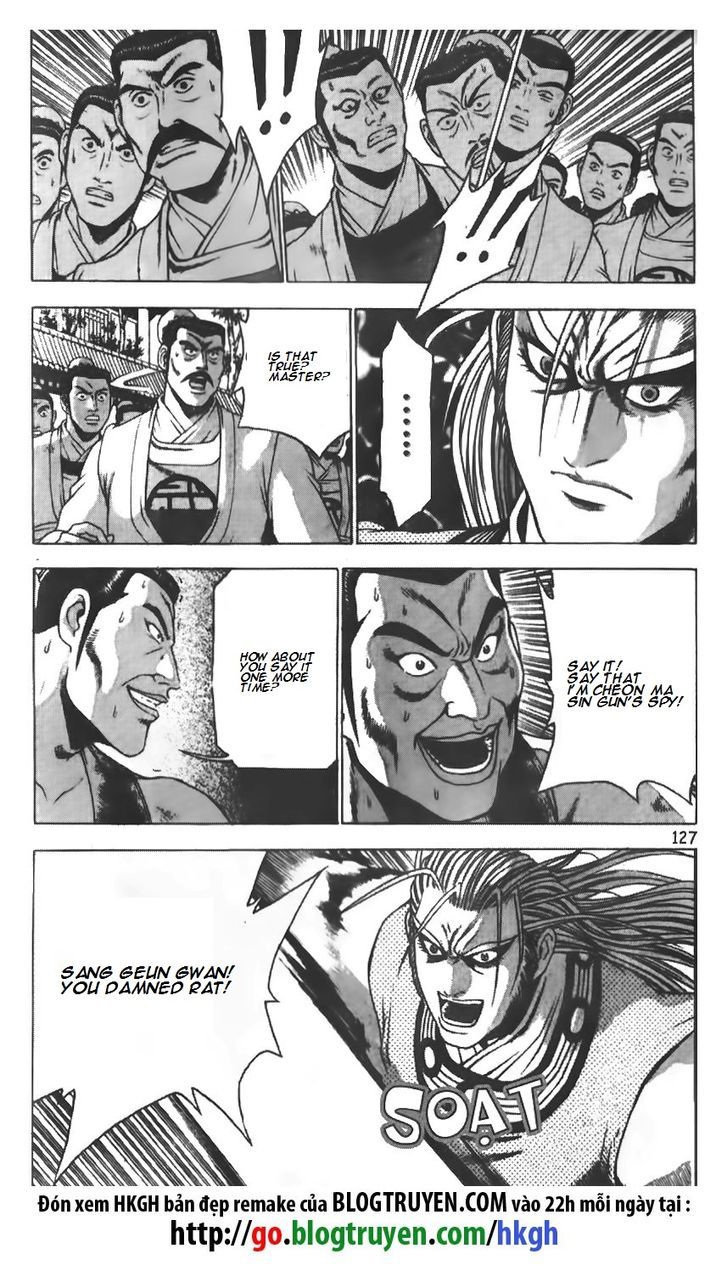 !!
!!
IS THAT
TRUE?
MASTER?
......
HOW ABOUT
YOU SAY IT
ONE MORE
TIME?
SAY IT!
SAY THAT
I'M CHEON MA
SIN GUN'S SPY!
127
SANG GEUN GWAN!
YOU DAMNED RAT!
SOẠT
Đón xem HKGH bản đẹp remake của BLOGTRUYEN.COM vào 22h mỗi ngày tại :
http://go.blogtruyen.com/hkgh